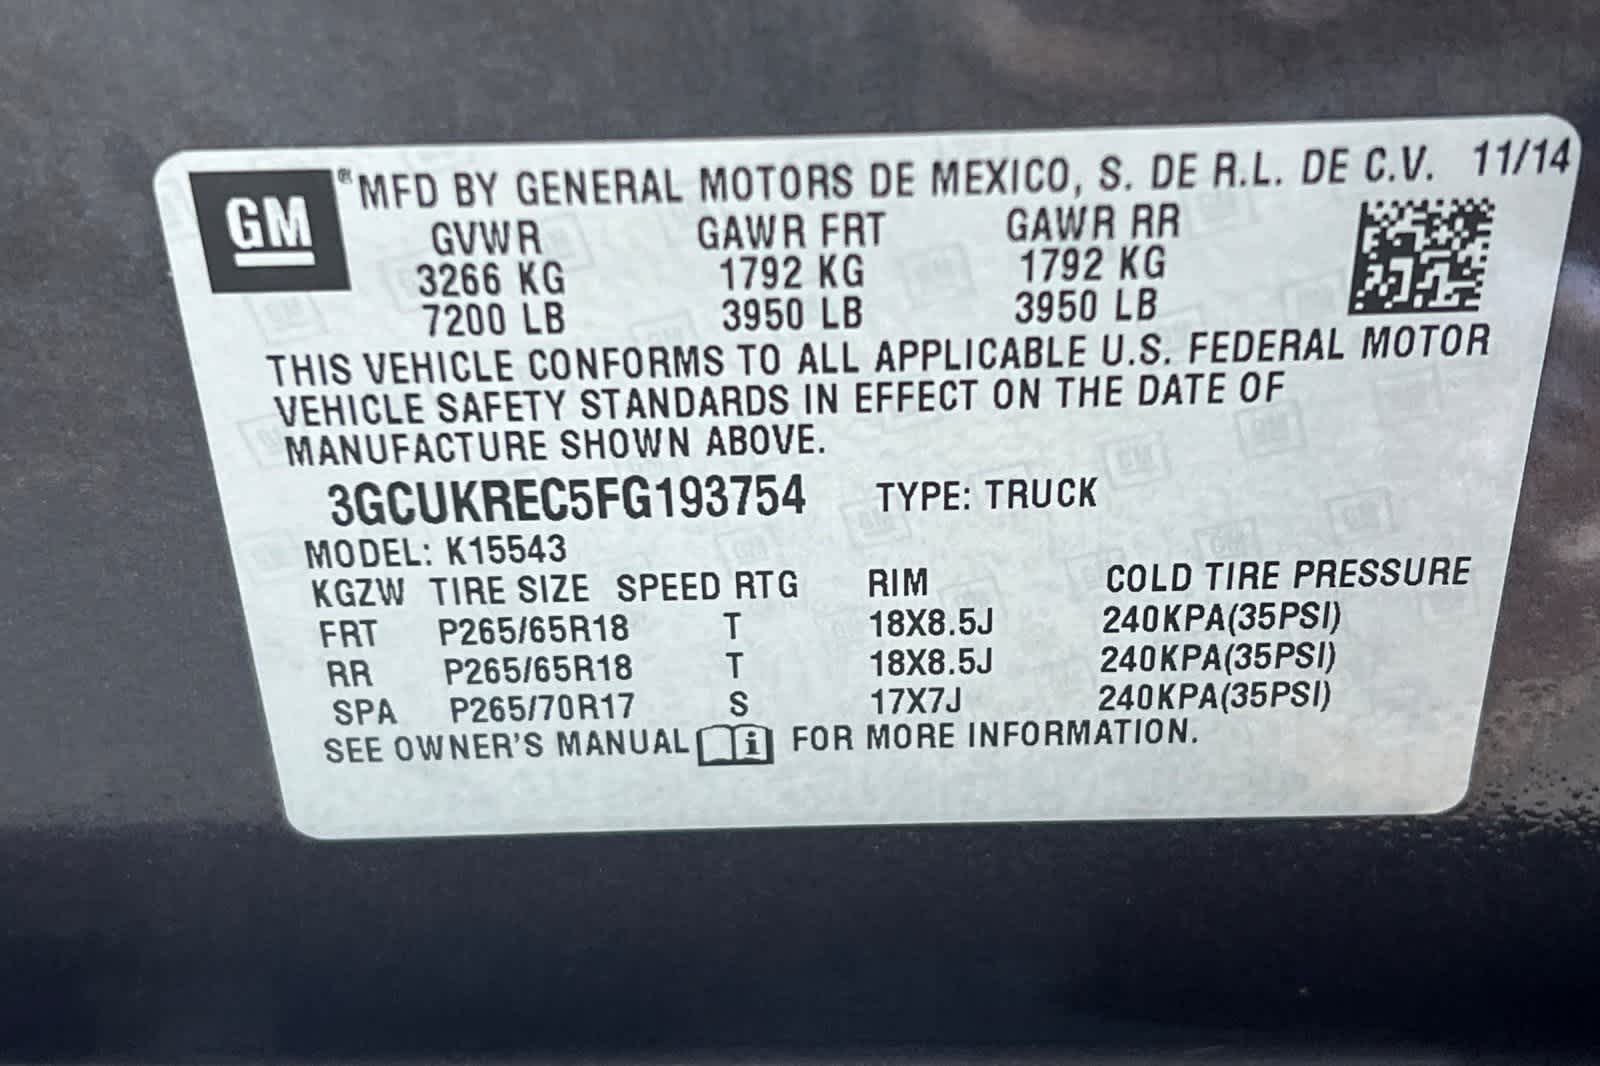 GM ® MFD BY GENERAL MOTORS DE MEXICO, S. DE R.L. DE C.V. 11/14
GVWR GAWR FRT GAWR RR
3266 KG 1792 KG 1792 KG
7200 LB 3950 LB 3950 LB
THIS VEHICLE CONFORMS TO ALL APPLICABLE U.S. FEDERAL MOTOR
VEHICLE SAFETY STANDARDS IN EFFECT ON THE DATE OF
MANUFACTURE SHOWN ABOVE.
3GCUKREC5FG193754 TYPE: TRUCK
MODEL: K15543
KGZW TIRE SIZE SPEED RTG RIM COLD TIRE PRESSURE
FRT P265/65R18 T 18X8.5J 240KPA(35PSI)
RR P265/65R18 T 18X8.5J 240KPA(35PSI)
SPA P265/70R17 S 17X7J 240KPA(35PSI)
SEE OWNER'S MANUAL i FOR MORE INFORMATION.